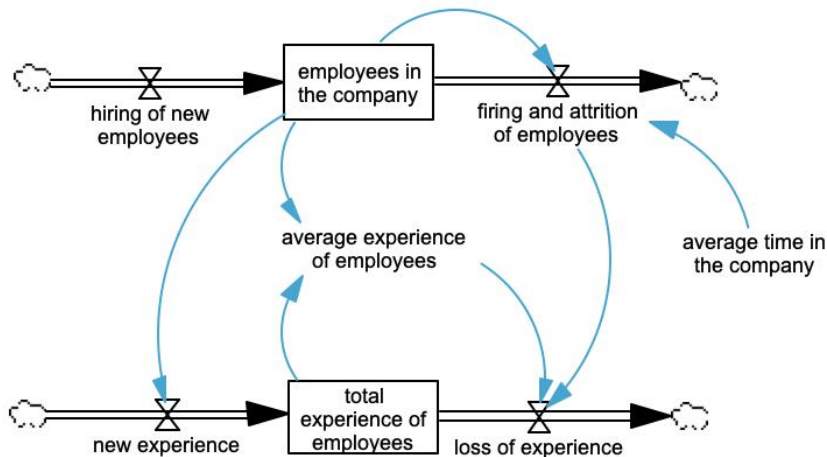 employees in
the company
hiring of new
employees
firing and attrition
of employees
average experience
of employees
average time in
the company
total
experience of
employees
new experience
loss of experience